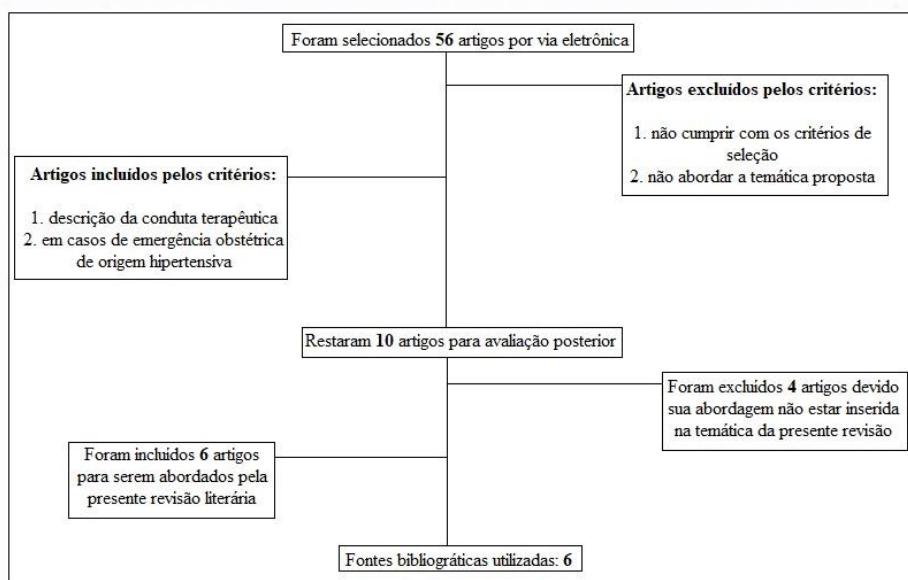 Foram selecionados 56 artigos por via eletrônica
Artigos excluídos pelos critérios:
1. não cumprir com os critérios de
seleção
2. não abordar a temática proposta
Artigos incluídos pelos critérios:
1. descrição da conduta terapêutica
2. em casos de emergência obstétrica
de origem hipertensiva
Restaram 10 artigos para avaliação posterior
Foram excluídos 4 artigos devido
sua abordagem não estar inserida
na temática da presente revisão
Foram incluidos 6 artigos
para serem abordados pela
presente revisão literária
Fontes bibliográticas utilizadas: 6